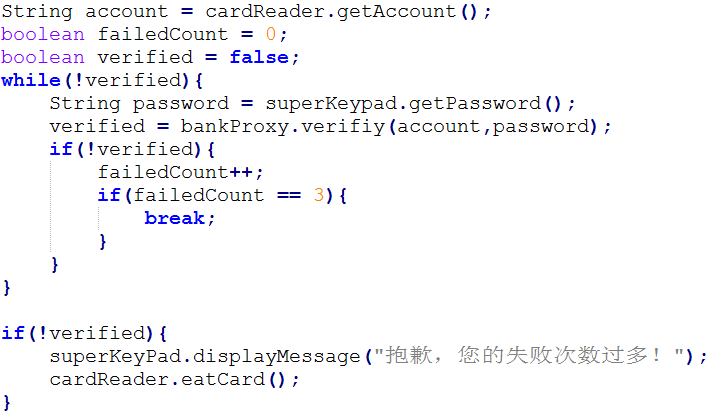 String account = cardReader.getAccount();
boolean failedCount = 0;
boolean verified = false;
while(!verified){
    String password = superKeypad.getPassword();
    verified = bankProxy.verifiy(account,password);
    if(!verified){
        failedCount++;
        if(failedCount == 3){
            break;
        }
    }
}
if(!verified){
    superKeyPad.displayMessage("抱歉，您的失败次数过多！");
    cardReader.eatCard();
}